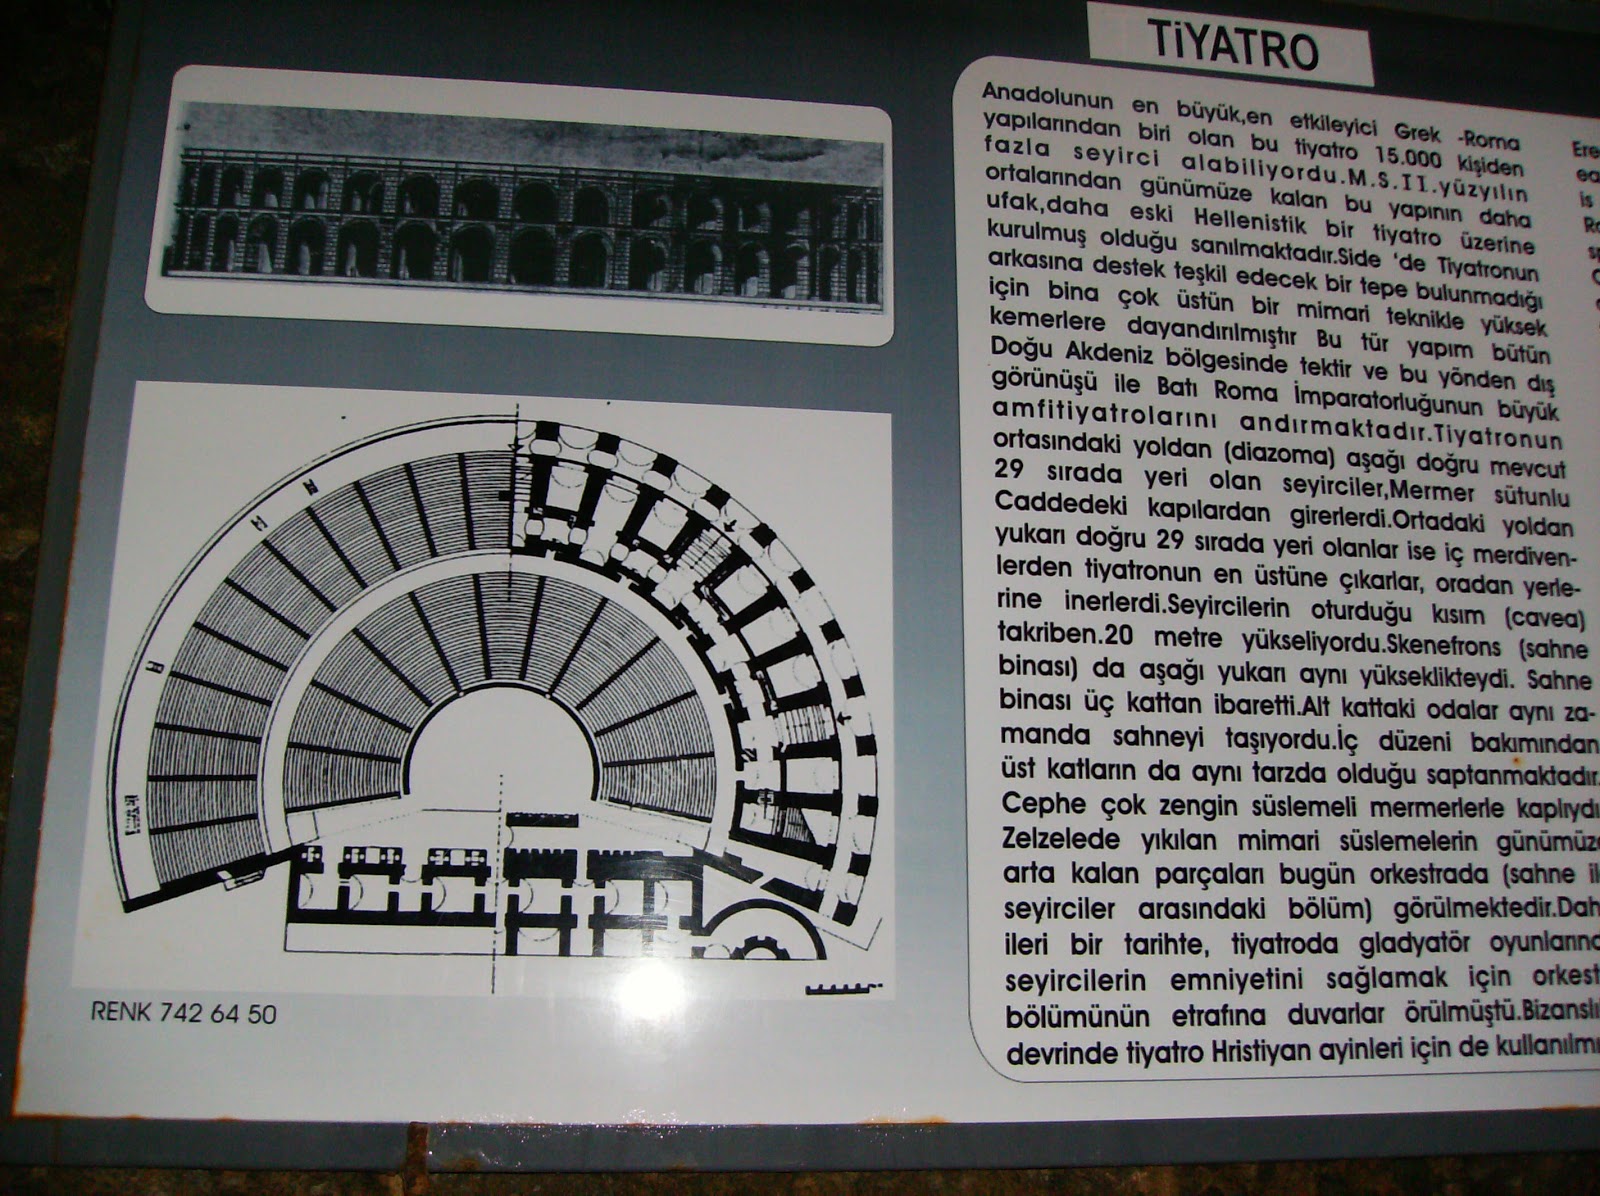 TİYATRO
Anadolunun en büyük,en etkileyici Grek -Roma
yapılarından biri olan bu tiyatro 15.000 kişiden
fazla seyirci alabiliyordu.M.S.II.yüzyılın
ortalarından günümüze kalan bu yapının daha
ufak,daha eski Hellenistik bir tiyatro üzerine
kurulmuş olduğu sanılmaktadır.Side 'de Tiyatronun
arkasına destek teşkil edecek bir tepe bulunmadığı
için bina çok üstün bir mimari teknikle yüksek
kemerlere dayandırılmıştır Bu tür yapım bütün
Doğu Akdeniz bölgesinde tektir ve bu yönden dış
görünüşü ile Batı Roma İmparatorluğunun büyük
amfitiyatrolarını andırmaktadır.Tiyatronun
ortasındaki yoldan (diazoma) aşağı doğru mevcut
29 sırada yeri olan seyirciler,Mermer sütunlu
Caddedeki kapılardan girerlerdi.Ortadaki yoldan
yukarı doğru 29 sırada yeri olanlar ise iç merdiven-
lerden tiyatronun en üstüne çıkarlar, oradan yerle-
rine inerlerdi.Seyircilerin oturduğu kısım (cavea)
takriben.20 metre yükseliyordu.Skenefrons (sahne
binası) da aşağı yukarı aynı yükseklikteydi. Sahne
binası üç kattan ibaretti.Alt kattaki odalar aynı za-
manda sahneyi taşıyordu.İç düzeni bakımından
üst katların da aynı tarzda olduğu saptanmaktadır.
Cephe çok zengin süslemeli mermerlerle kaplıydı
Zelzelede yıkılan mimari süslemelerin günümüze
arta kalan parçaları bugün orkestrada (sahne il
seyirciler arasındaki bölüm) görülmektedir.Dah
ileri bir tarihte, tiyatroda gladyatör oyunlarınd
seyircilerin emniyetini sağlamak için orkest
bölümünün etrafına duvarlar örülmüştü.Bizanslı
devrinde tiyatro Hristiyan ayinleri için de kullanılmı
Ere
ea
is
Ro
sp
RENK 742 64 50